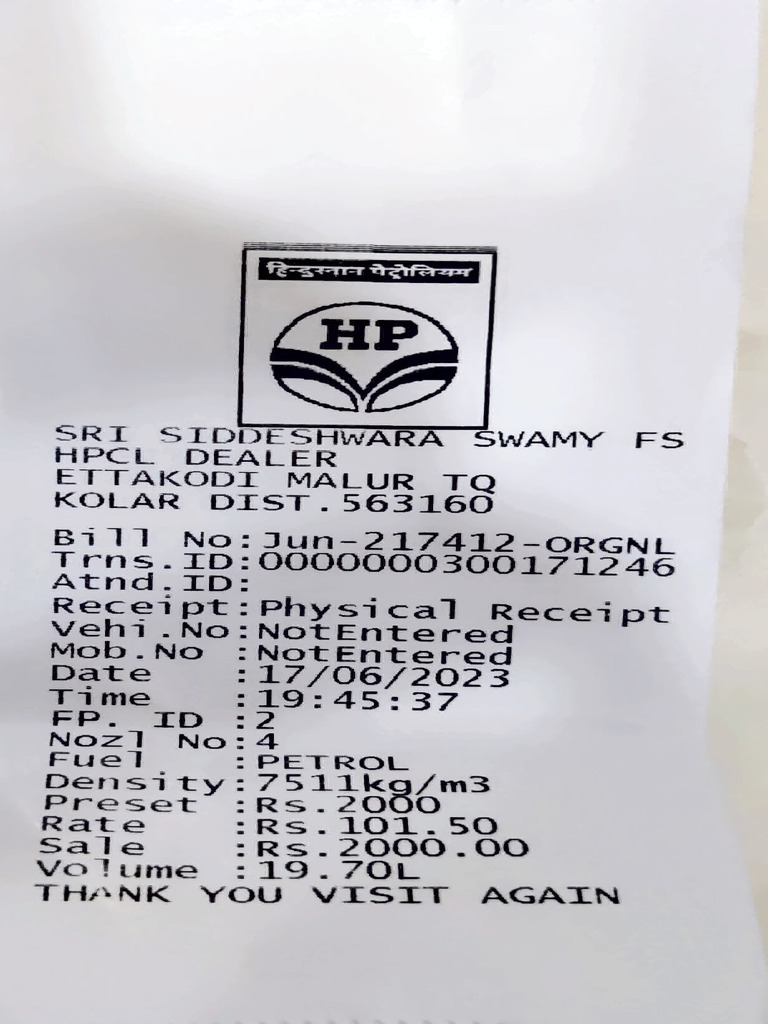 हिन्दुस्तान पेट्रोलियम
HP
SRI SIDDESHWARA SWAMY FS
HPCL DEALER
ETTAKODI MALUR TQ
KOLAR DIST.563160
Bill No:Jun-217412-ORGNL
Trns.ID:0000000300171246
Atnd.ID:
Receipt:Physical Receipt
Vehi.No:NotEntered
Mob.No :NotEntered
Date :17/06/2023
Time :19:45:37
FP. ID :2
Nozl No:4
Fuel :PETROL
Density:7511kg/m3
Preset :Rs.2000
Rate :Rs.101.50
Sale :Rs.2000.00
Volume :19.70L
THANK YOU VISIT AGAIN